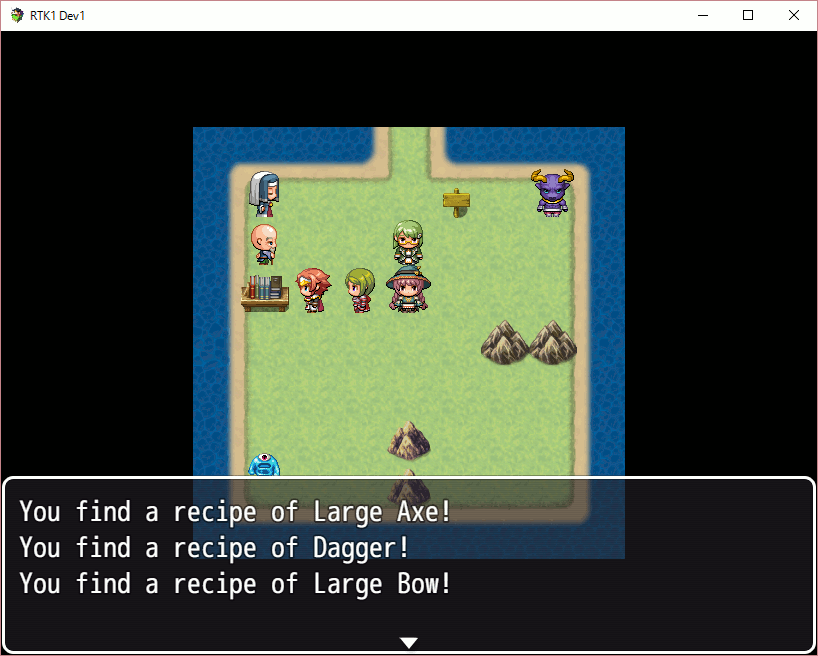 RTK1 Dev1
You find a recipe of Large Axe!
You find a recipe of Dagger!
You find a recipe of Large Bow!